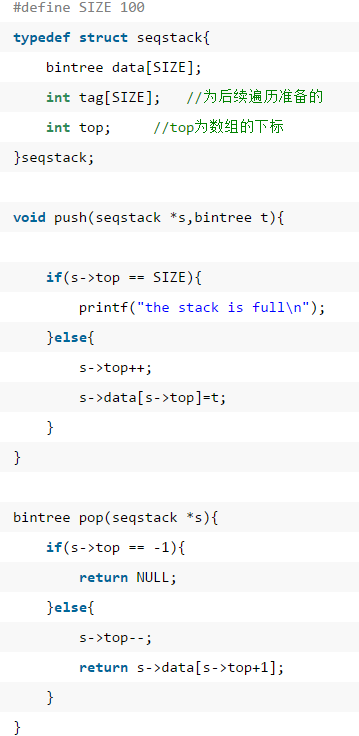 #define SIZE 100
typedef struct seqstack{
    bintree data[SIZE];
    int tag[SIZE];   //为后续遍历准备的
    int top;     //top为数组的下标
}seqstack;

void push(seqstack *s,bintree t){

    if(s->top == SIZE){
        printf("the stack is full\n");
    }else{
        s->top++;
        s->data[s->top]=t;
    }
}

bintree pop(seqstack *s){
    if(s->top == -1){
        return NULL;
    }else{
        s->top--;
        return s->data[s->top+1];
    }
}